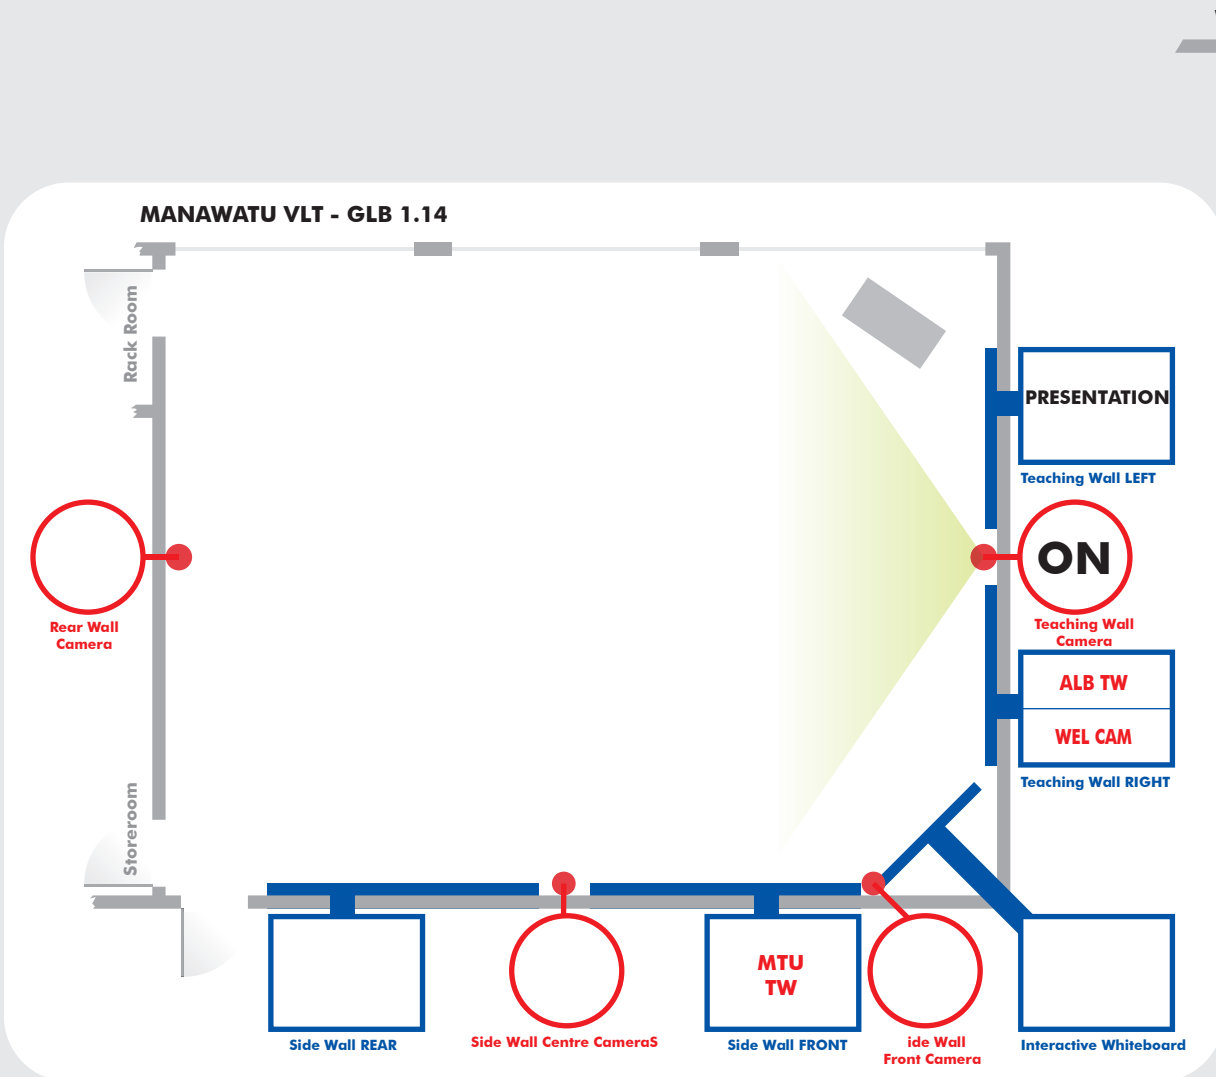 MANAWATU VLT - GLB 1.14
Rack Room
PRESENTATION
Teaching Wall LEFT
ON
Teaching Wall
Camera
Rear Wall
Camera
ALB TW
WEL CAM
Teaching Wall RIGHT
Storeroom
MTU
TW
Side Wall REAR
Side Wall Centre CameraS
Side Wall FRONT
ide Wall
Front Camera
Interactive Whiteboard